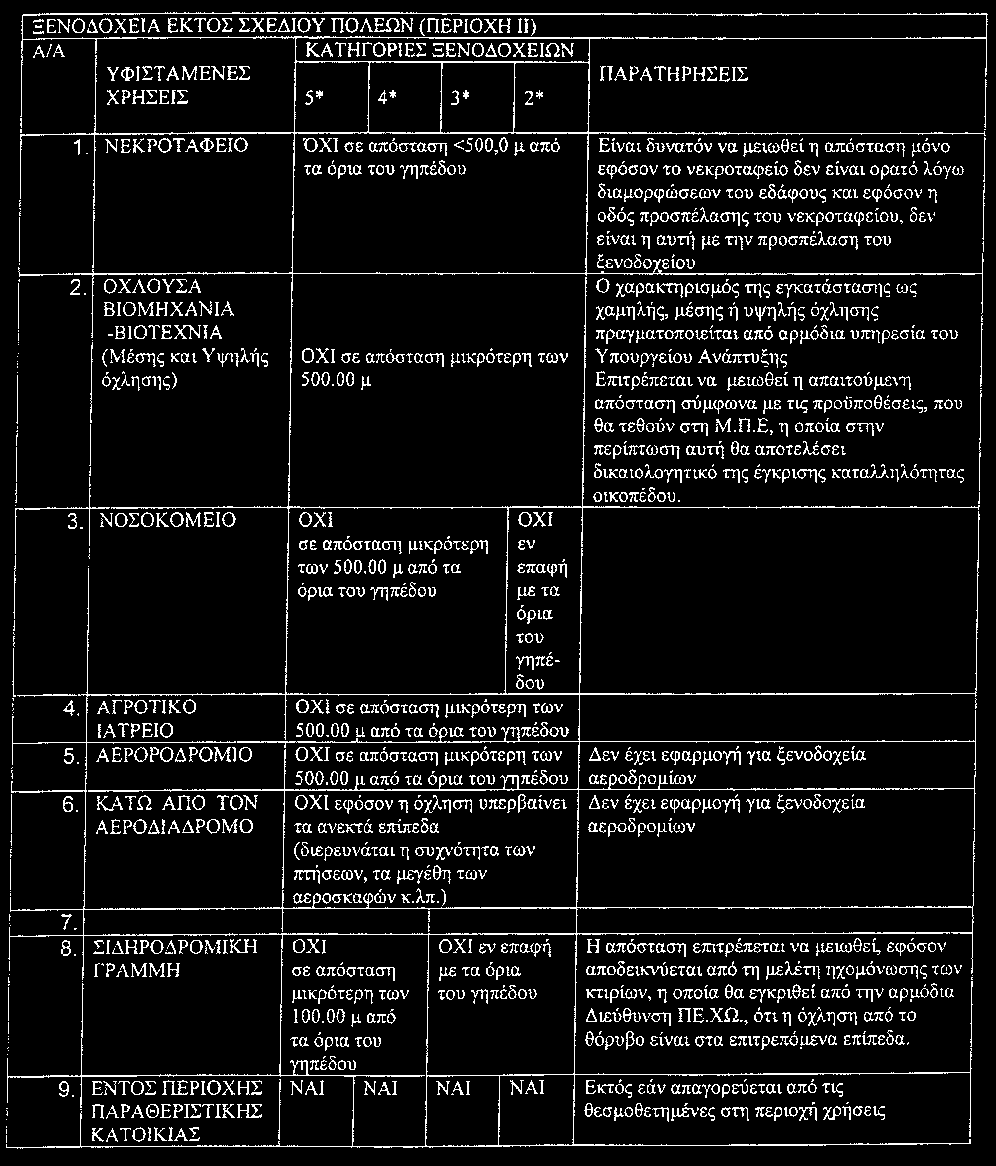 ΞΕΝΟΔΟΧΕΙΑ ΕΚΤΟΣ ΣΧΕΔΙΟΥ ΠΟΛΕΩΝ (ΠΕΡΙΟΧΗ ΙΙ)
Α/Α
ΥΦΙΣΤΑΜΕΝΕΣ
ΧΡΗΣΕΙΣ
ΚΑΤΗΓΟΡΙΕΣ ΞΕΝΟΔΟΧΕΙΩΝ
5* 4* 3* 2*
ΠΑΡΑΤΗΡΗΣΕΙΣ
1. ΝΕΚΡΟΤΑΦΕΙΟ
ΌΧΙ σε απόσταση <500,0 μ από
τα όρια του γηπέδου
Είναι δυνατόν να μειωθεί η απόσταση μόνο
εφόσον το νεκροταφείο δεν είναι ορατό λόγω
διαμορφώσεων του εδάφους και εφόσον η
οδός προσπέλασης του νεκροταφείου, δεν
είναι η αυτή με την προσπέλαση του
ξενοδοχείου
2. ΟΧΛΟΥΣΑ
ΒΙΟΜΗΧΑΝΙΑ
-ΒΙΟΤΕΧΝΙΑ
(Μέσης και Υψηλής
όχλησης)
ΟΧΙ σε απόσταση μικρότερη των
500.00 μ
Ο χαρακτηρισμός της εγκατάστασης ως
χαμηλής, μέσης ή υψηλής όχλησης
πραγματοποιείται από αρμόδια υπηρεσία του
Υπουργείου Ανάπτυξης
Επιτρέπεται να μειωθεί η απαιτούμενη
απόσταση σύμφωνα με τις προϋποθέσεις, που
θα τεθούν στη Μ.Π.Ε, η οποία στην
περίπτωση αυτή θα αποτελέσει
δικαιολογητικό της έγκρισης καταλληλότητας
οικοπέδου.
3. ΝΟΣΟΚΟΜΕΙΟ
ΟΧΙ
σε απόσταση μικρότερη
των 500.00 μ από τα
όρια του γηπέδου
ΟΧΙ
εν
επαφή
με τα
όρια
του
γηπέ-
δου
4. ΑΓΡΟΤΙΚΟ
ΙΑΤΡΕΙΟ
ΟΧΙ σε απόσταση μικρότερη των
500.00 μ από τα όρια του γηπέδου
5. ΑΕΡΟΡΟΔΡΟΜΙΟ
ΟΧΙ σε απόσταση μικρότερη των
500.00 μ από τα όρια του γηπέδου
Δεν έχει εφαρμογή για ξενοδοχεία
αεροδρομίων
6. ΚΑΤΩ ΑΠΟ ΤΟΝ
ΑΕΡΟΔΙΑΔΡΟΜΟ
ΟΧΙ εφόσον η όχληση υπερβαίνει
τα ανεκτά επίπεδα
(διερευνάται η συχνότητα των
πτήσεων, τα μεγέθη των
αεροσκαφών κ.λπ.)
Δεν έχει εφαρμογή για ξενοδοχεία
αεροδρομίων
7.
8. ΣΙΔΗΡΟΔΡΟΜΙΚΗ
ΓΡΑΜΜΗ
ΟΧΙ
σε απόσταση
μικρότερη των
100.00 μ από
τα όρια του
γηπέδου
ΟΧΙ εν επαφή
με τα όρια
του γηπέδου
Η απόσταση επιτρέπεται να μειωθεί, εφόσον
αποδεικνύεται από τη μελέτη ηχομόνωσης των
κτιρίων, η οποία θα εγκριθεί από την αρμόδια
Διεύθυνση ΠΕ.ΧΩ., ότι η όχληση από το
θόρυβο είναι στα επιτρεπόμενα επίπεδα.
9. ΕΝΤΟΣ ΠΕΡΙΟΧΗΣ
ΠΑΡΑΘΕΡΙΣΤΙΚΗΣ
ΚΑΤΟΙΚΙΑΣ
ΝΑΙ ΝΑΙ ΝΑΙ ΝΑΙ
Εκτός εάν απαγορεύεται από τις
θεσμοθετημένες στη περιοχή χρήσεις